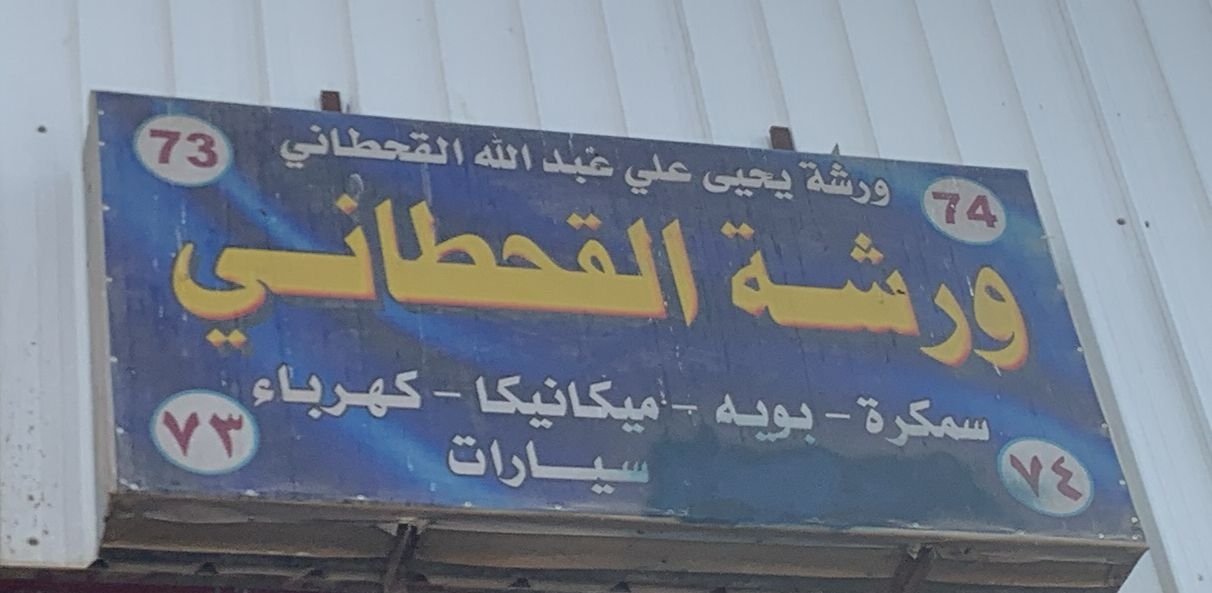 ورشة يحيى علي عبد الله القحطاني
74
73
ورشة القحطاني
سمكرة - بويه - ميكانيكا - كهرباء
سيارات
٧٤
٧٣